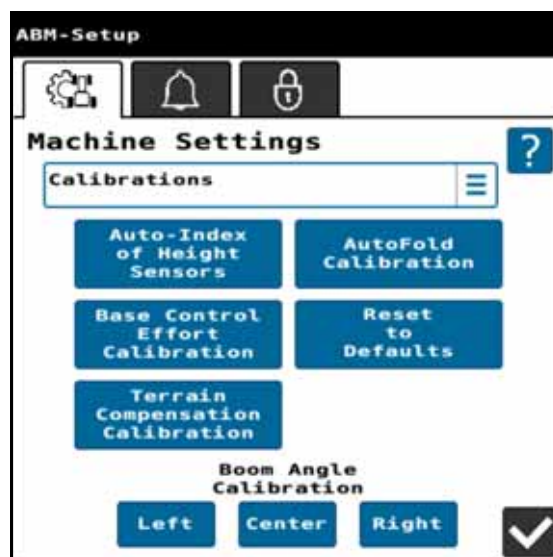 ABM-Setup
Machine Settings
?
Calibrations
Auto-Index
of Height
Sensors
AutoFold
Calibration
Base Control
Effort
Calibration
Reset
to
Defaults
Terrain
Compensation
Calibration
Boom Angle
Calibration
Left
Center
Right